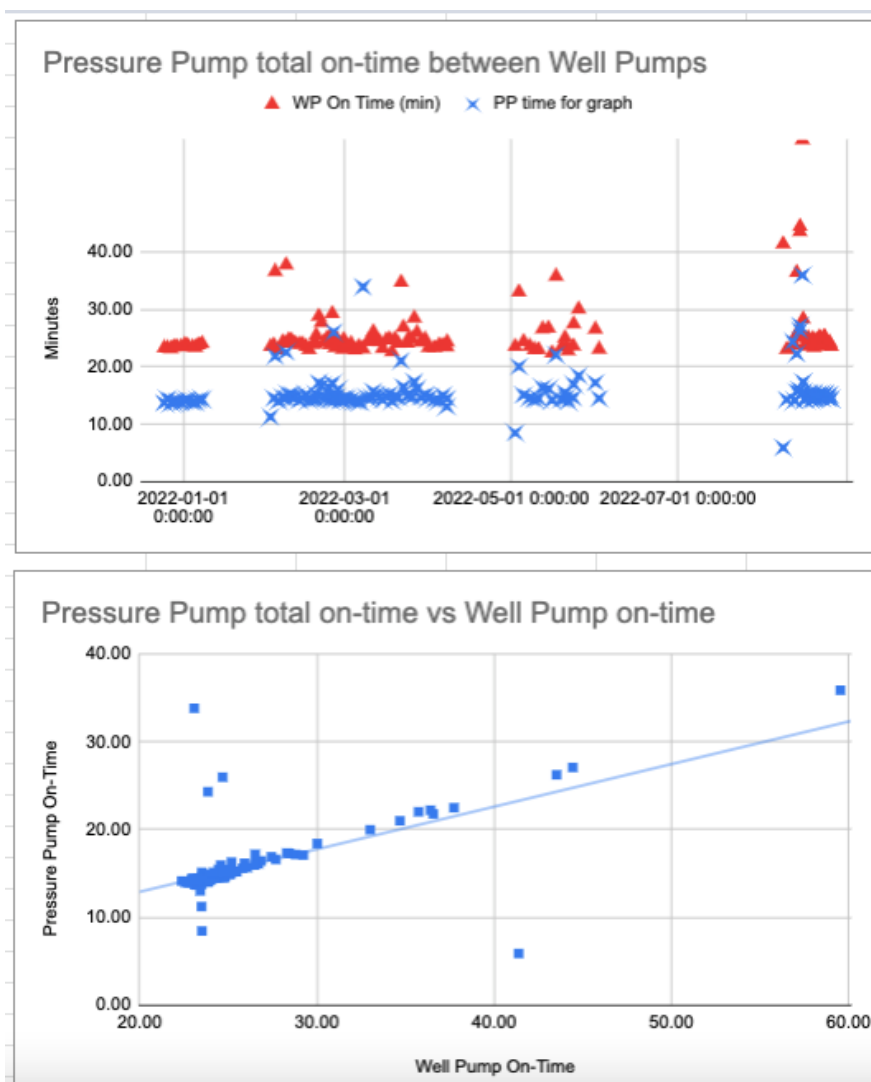 Pressure Pump total on-time between Well Pumps
WP On Time (min) PP time for graph
Minutes
40.00
30.00
20.00
10.00
0.00
2022-01-01 2022-03-01 2022-05-01 0:00:00 2022-07-01 0:00:00
0:00:00 0:00:00
Pressure Pump total on-time vs Well Pump on-time
Pressure Pump On-Time
40.00
30.00
20.00
10.00
0.00
20.00 30.00 40.00 50.00 60.00
Well Pump On-Time